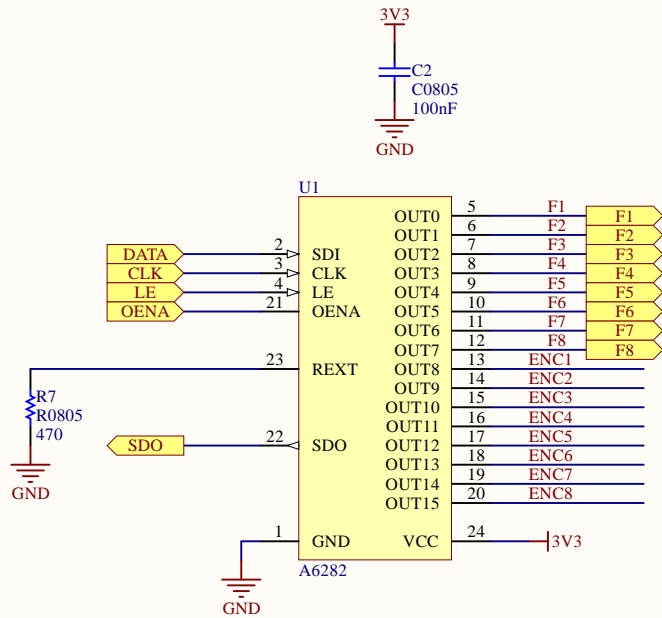 3V3
C2
C0805
100nF
GND
U1
OUT0 5 F1 F1
OUT1 6 F2 F2
DATA 2 SDI OUT2 7 F3 F3
CLK 3 CLK OUT3 8 F4 F4
LE 4 LE OUT4 9 F5 F5
OENA 21 OENA OUT5 10 F6 F6
OUT6 11 F7 F7
OUT7 12 F8 F8
23 REXT OUT8 13 ENC1
OUT9 14 ENC2
R7
R0805
470
GND
OUT10 15 ENC3
OUT11 16 ENC4
SDO 22 SDO OUT12 17 ENC5
OUT13 18 ENC6
OUT14 19 ENC7
OUT15 20 ENC8
1 GND VCC 24 3V3
A6282
GND